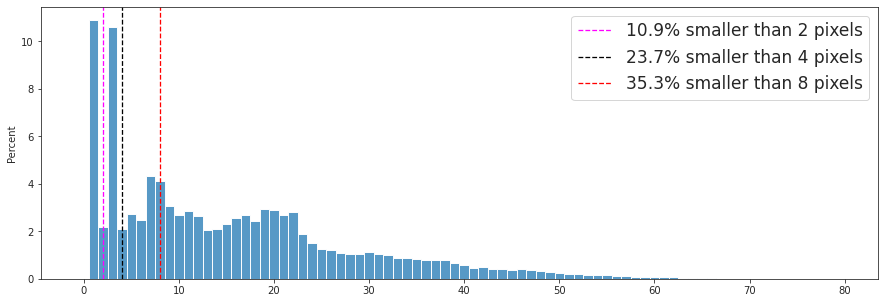 10.9% smaller than 2 pixels
23.7% smaller than 4 pixels
35.3% smaller than 8 pixels
Percent
10
8
6
4
2
0
0 10 20 30 40 50 60 70 80